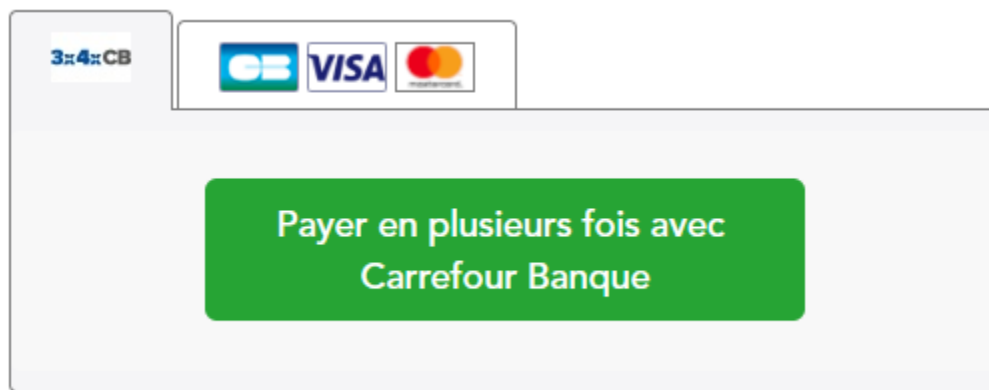 3x4xCB
CB VISA mastercard.
Payer en plusieurs fois avec
Carrefour Banque